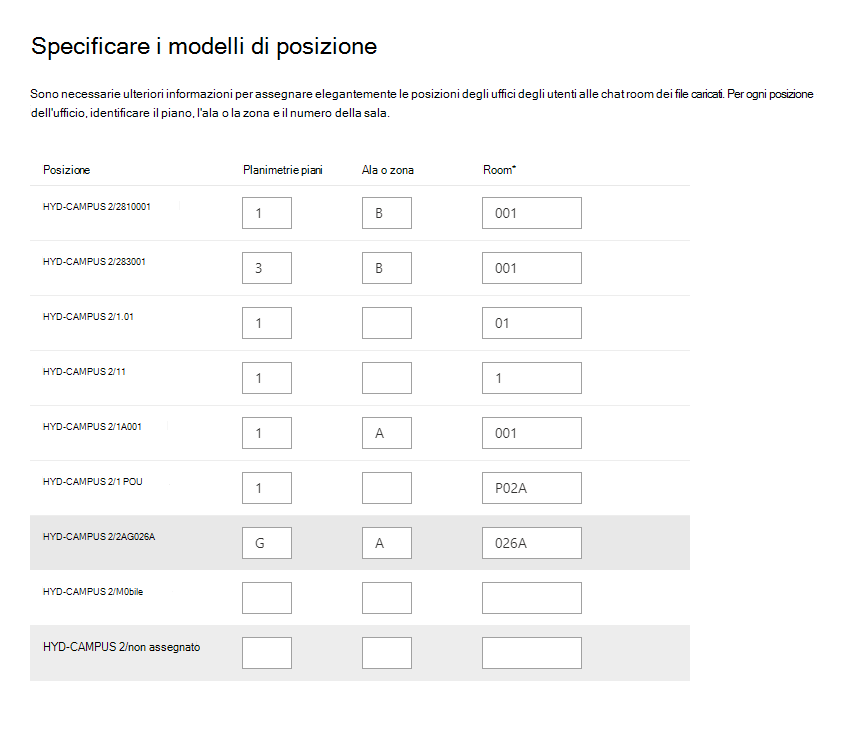 Specificare i modelli di posizione
Sono necessarie ulteriori informazioni per assegnare elegantemente le posizioni degli uffici degli utenti alle chat room dei file caricati. Per ogni posizione
dell'ufficio, identificare il piano, l'ala o la zona e il numero della sala.
Posizione Planimetrie piani Ala o zona Room*
HYD-CAMPUS 2/2810001 1 B 001
HYD-CAMPUS 2/283001 3 B 001
HYD-CAMPUS 2/1.01 1 01
HYD-CAMPUS 2/11 1 1
HYD-CAMPUS 2/1A001 1 A 001
HYD-CAMPUS 2/1 POU 1 P02A
HYD-CAMPUS 2/2AG026A G A 026A
HYD-CAMPUS 2/M0bile
HYD-CAMPUS 2/non assegnato